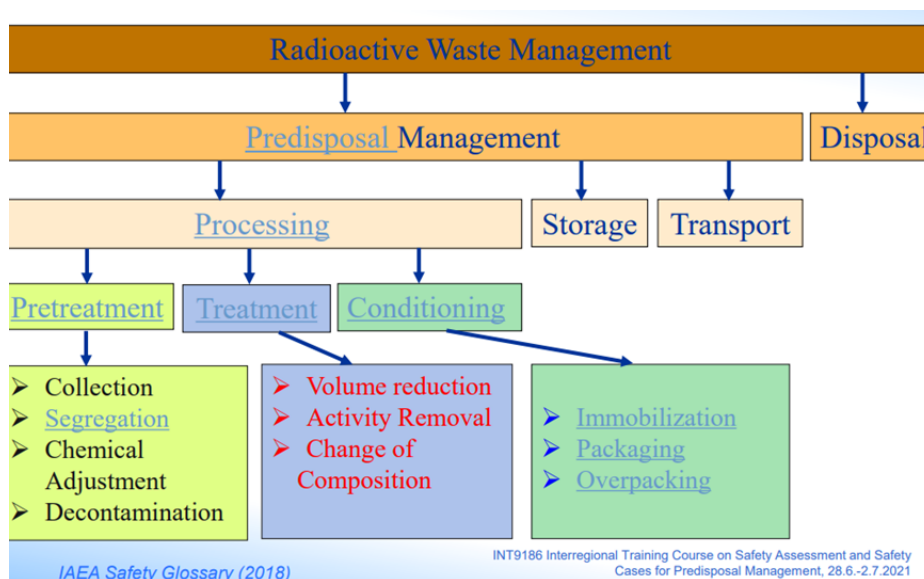 Radioactive Waste Management
Predisposal Management
Disposal
Processing
Storage
Transport
Pretreatment
Treatment
Conditioning
➢ Collection
➢ Segregation
➢ Chemical
Adjustment
➢ Decontamination
➢ Volume reduction
➢ Activity Removal
➢ Change of
Composition
➢ Immobilization
➢ Packaging
➢ Overpacking
IAEA Safety Glossary (2018)
INT9186 Interregional Training Course on Safety Assessment and Safety
Cases for Predisposal Management, 28.6.-2.7.2021